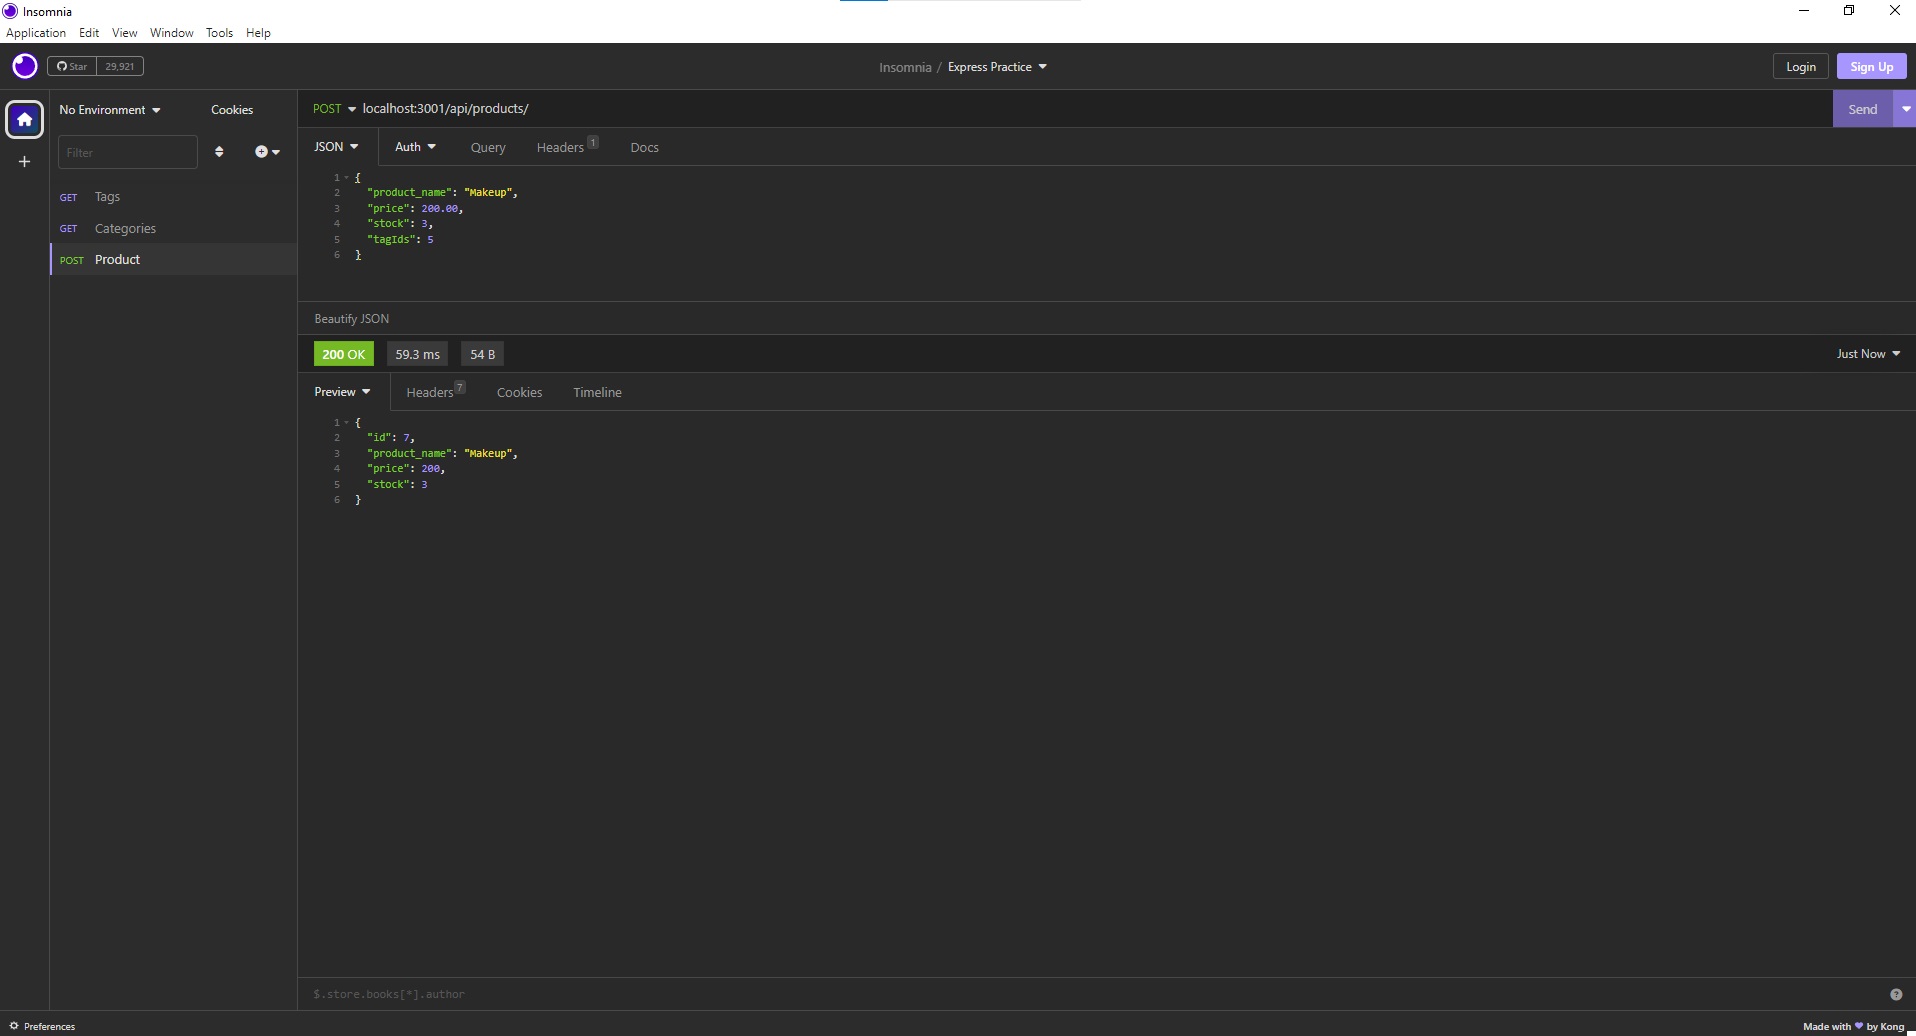 Insomnia
Application Edit View Window Tools Help
Star 29,921
Insomnia / Express Practice
Login Sign Up
No Environment Cookies
Filter
GET Tags
GET Categories
POST Product
POST localhost:3001/api/products/
Send
JSON Auth Query Headers 1 Docs
1 {
2 "product_name": "Makeup",
3 "price": 200.00,
4 "stock": 3,
5 "tagIds": 5
6 }
Beautify JSON
200 OK 59.3 ms 54 B Just Now
Preview Headers 7 Cookies Timeline
1 {
2 "id": 7,
3 "product_name": "Makeup",
4 "price": 200,
5 "stock": 3
6 }
$.store.books[*].author
Preferences
Made with 💜 by Kong